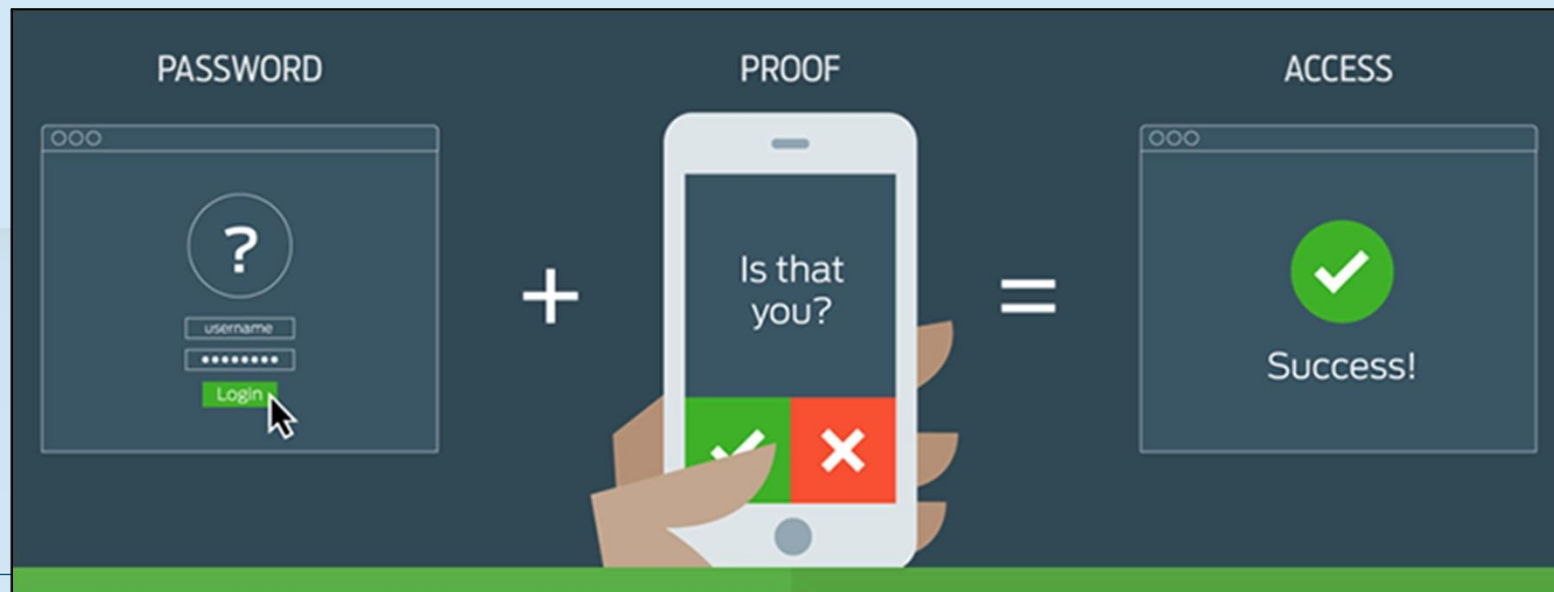 PASSWORD
PROOF
ACCESS
?
username
••••••••
Login
+
Is that
you?
=
Success!